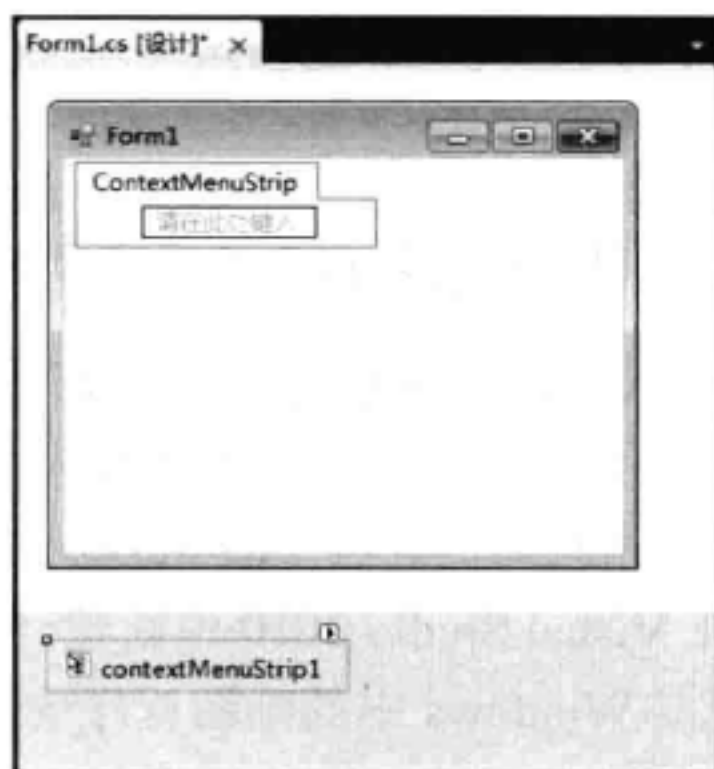 Form1.cs [设计]* ×
Form1
ContextMenuStrip
请在此处键入
contextMenuStrip1